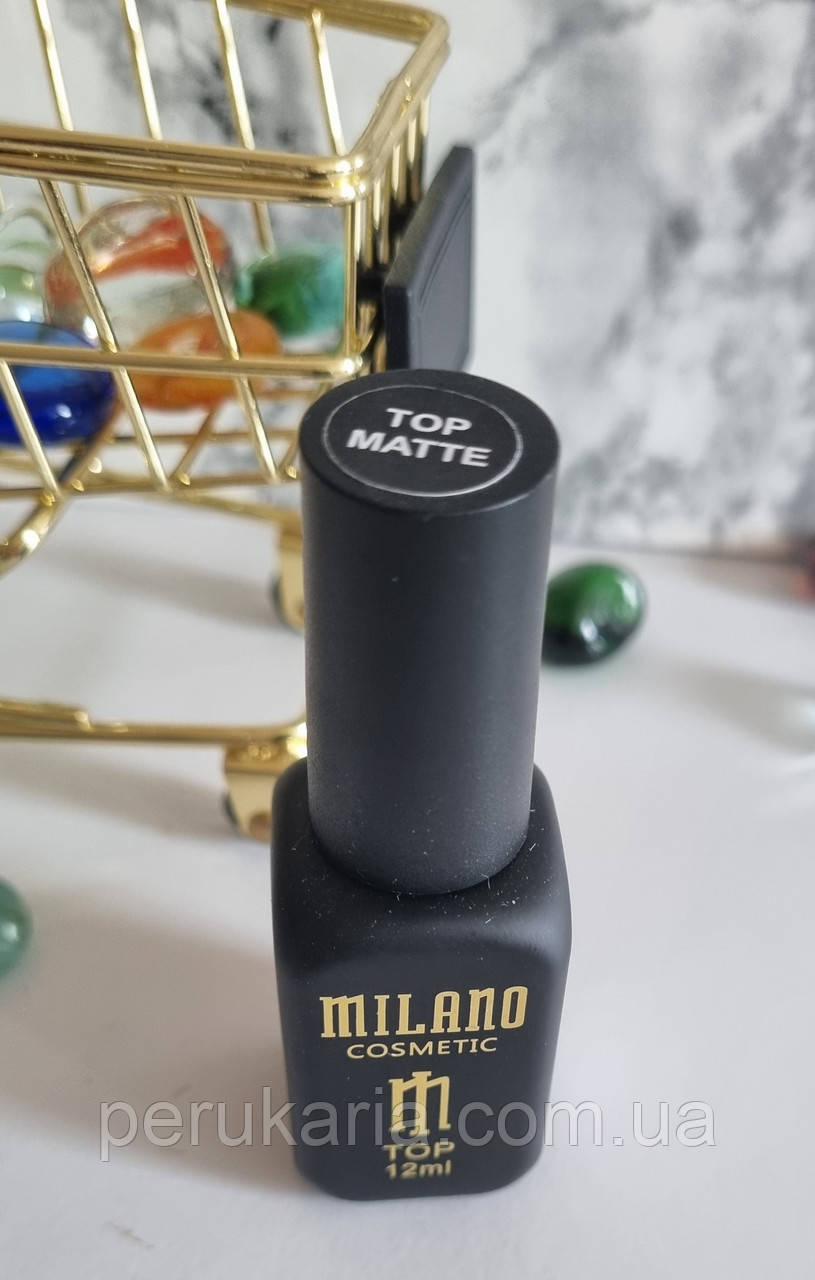 TOP
MATTE
MILANO
COSMETIC
m
TOP
12ml
perukaria.com.ua